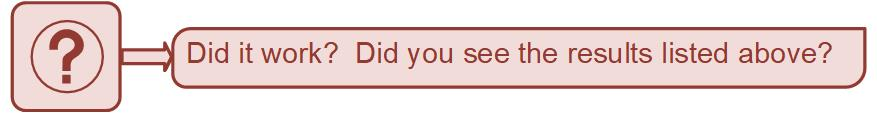 ?
Did it work?  Did you see the results listed above?